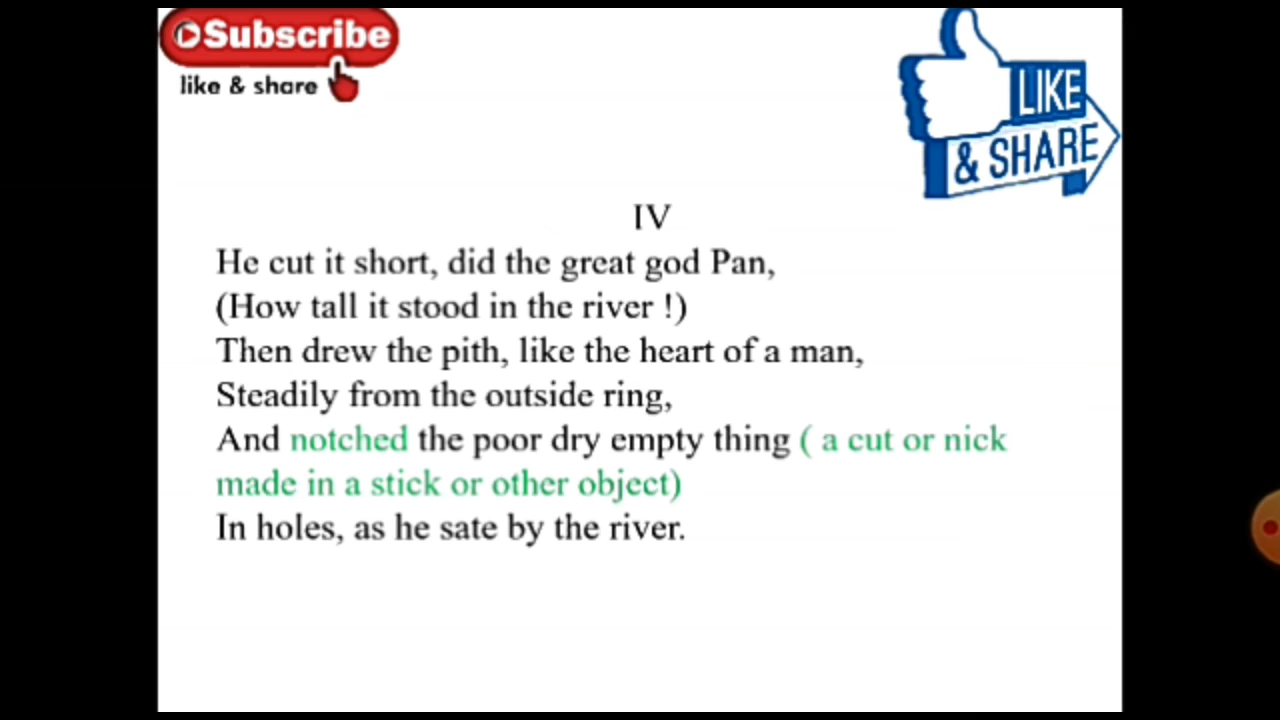 Subscribe
like & share
LIKE
& SHARE
IV
He cut it short, did the great god Pan,
(How tall it stood in the river !)
Then drew the pith, like the heart of a man,
Steadily from the outside ring,
And notched the poor dry empty thing ( a cut or nick
made in a stick or other object)
In holes, as he sate by the river.